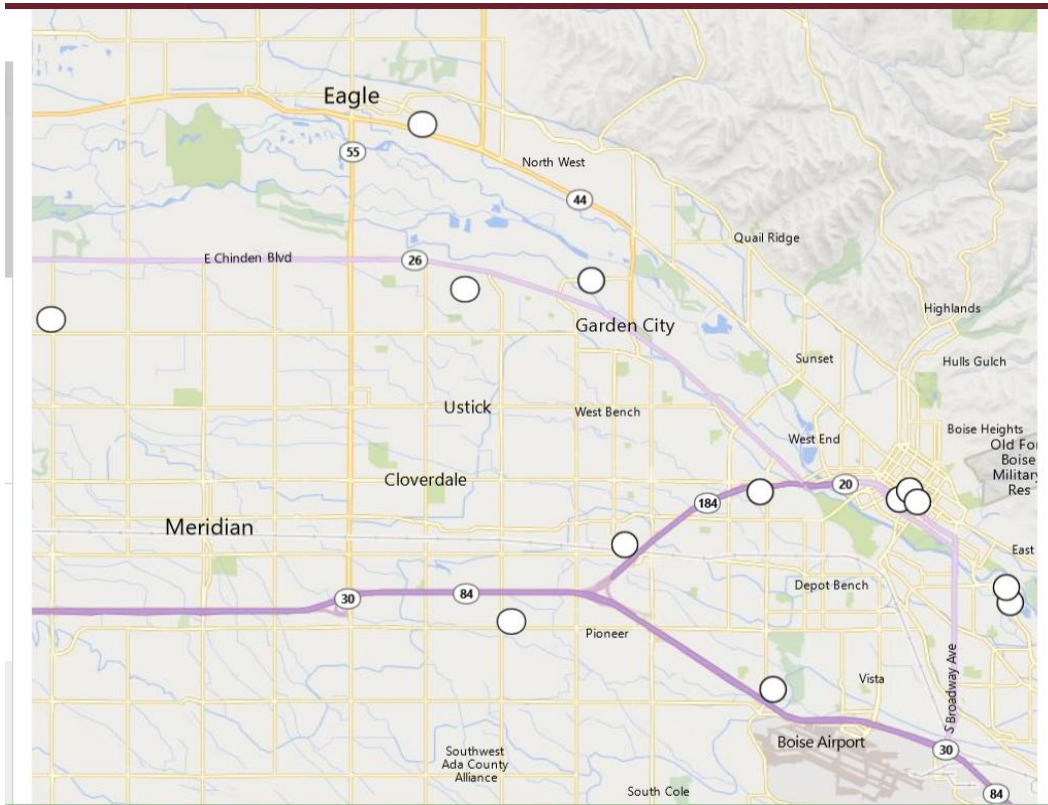 Eagle
55
North West
44
Quail Ridge
E Chinden Blvd
26
Highlands
Garden City
Sunset
Hulls Gulch
Ustick
West Bench
Boise Heights
West End
Old For
Boise
Military
Res
Cloverdale
20
184
Meridian
East
Depot Bench
84
30
Pioneer
Vista
S Broadway Ave
Boise Airport
30
Southwest
Ada County
Alliance
South Cole
84